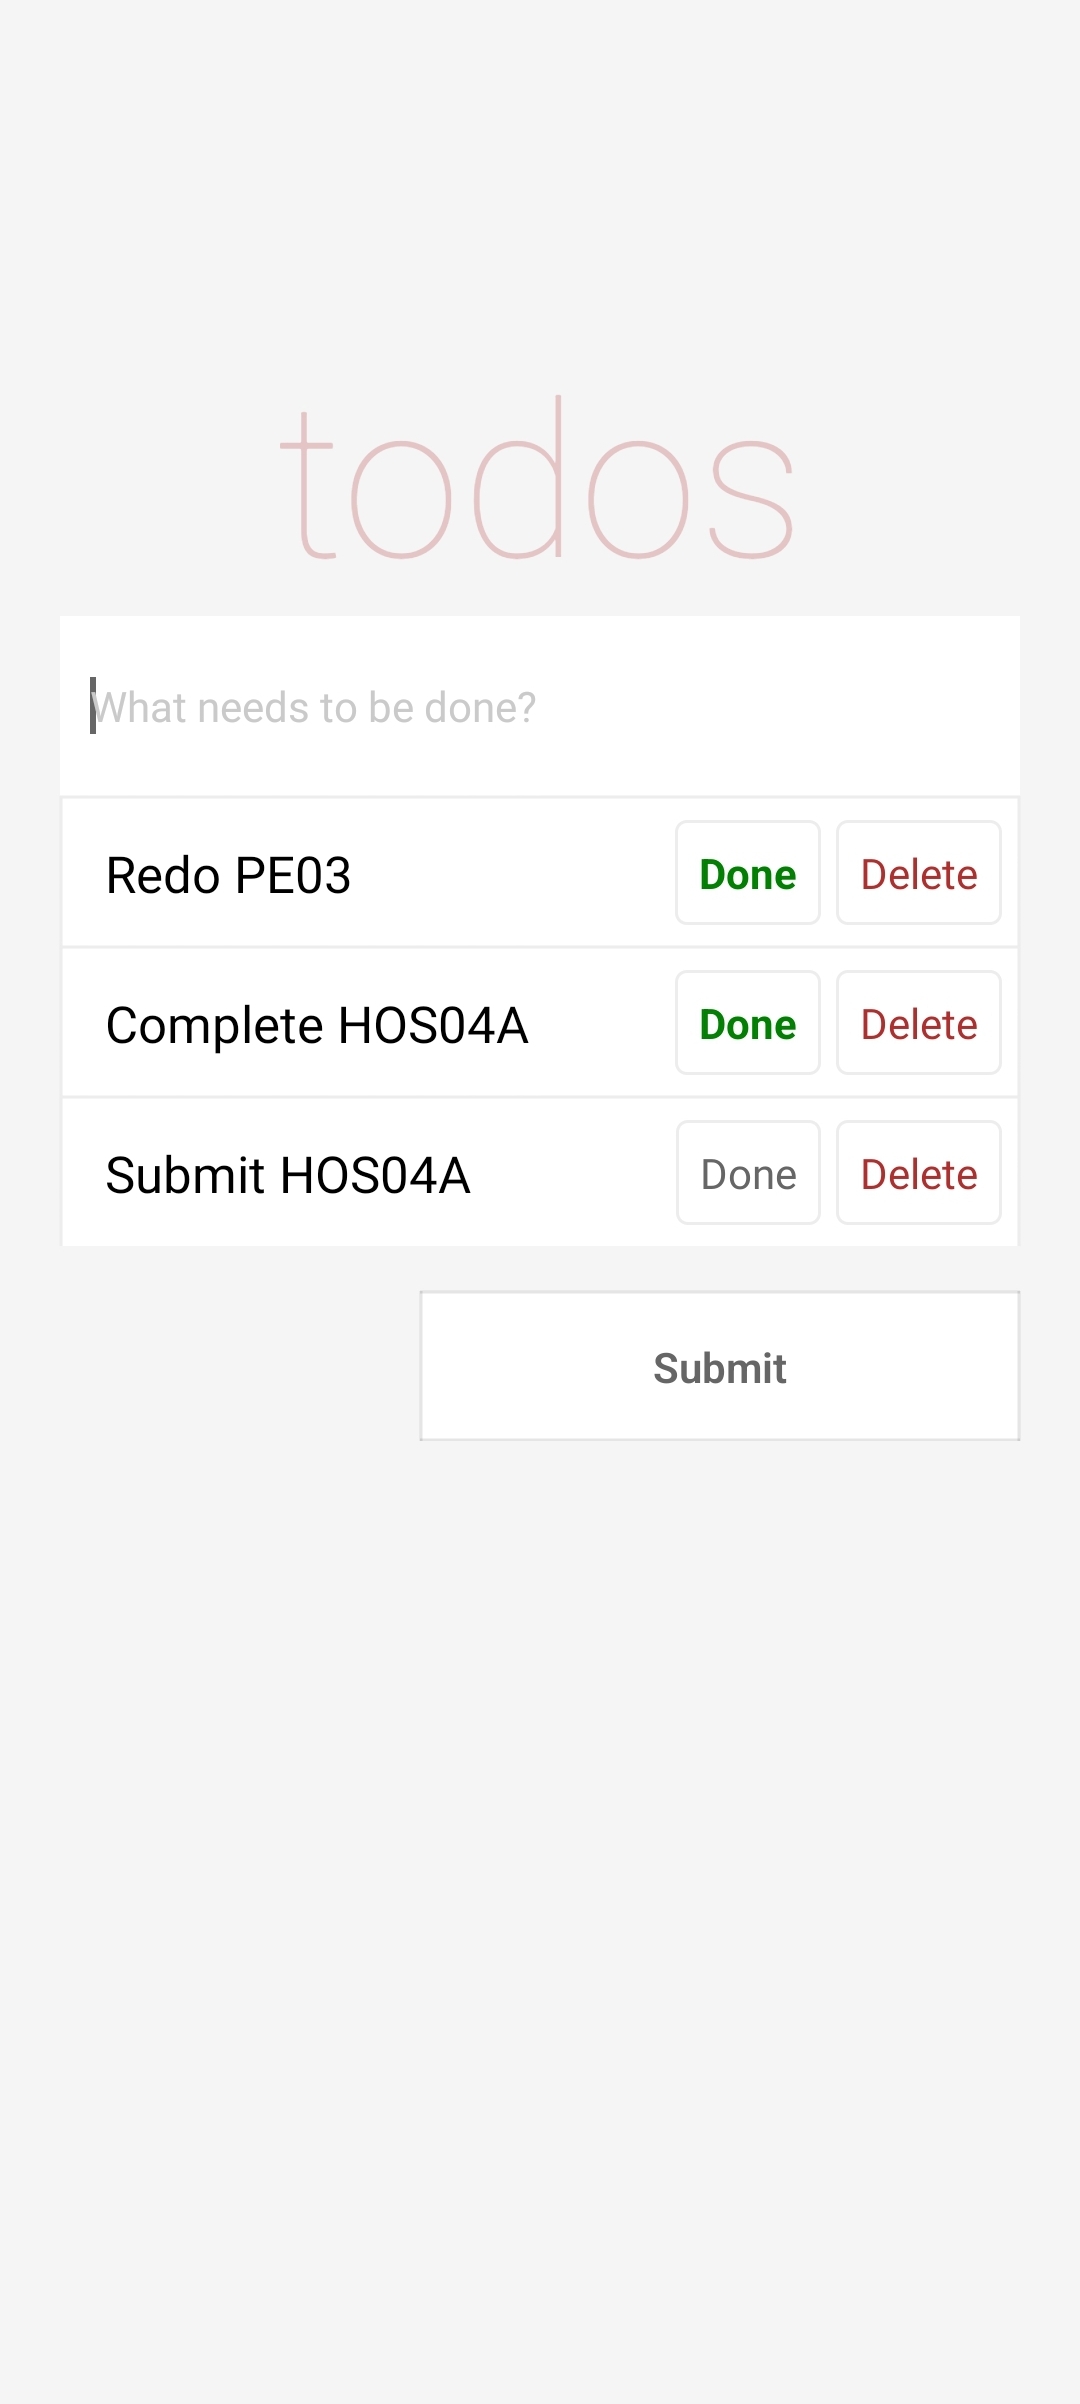 todos
What needs to be done?
Redo PE03 Done Delete
Complete HOS04A Done Delete
Submit HOS04A Done Delete
Submit